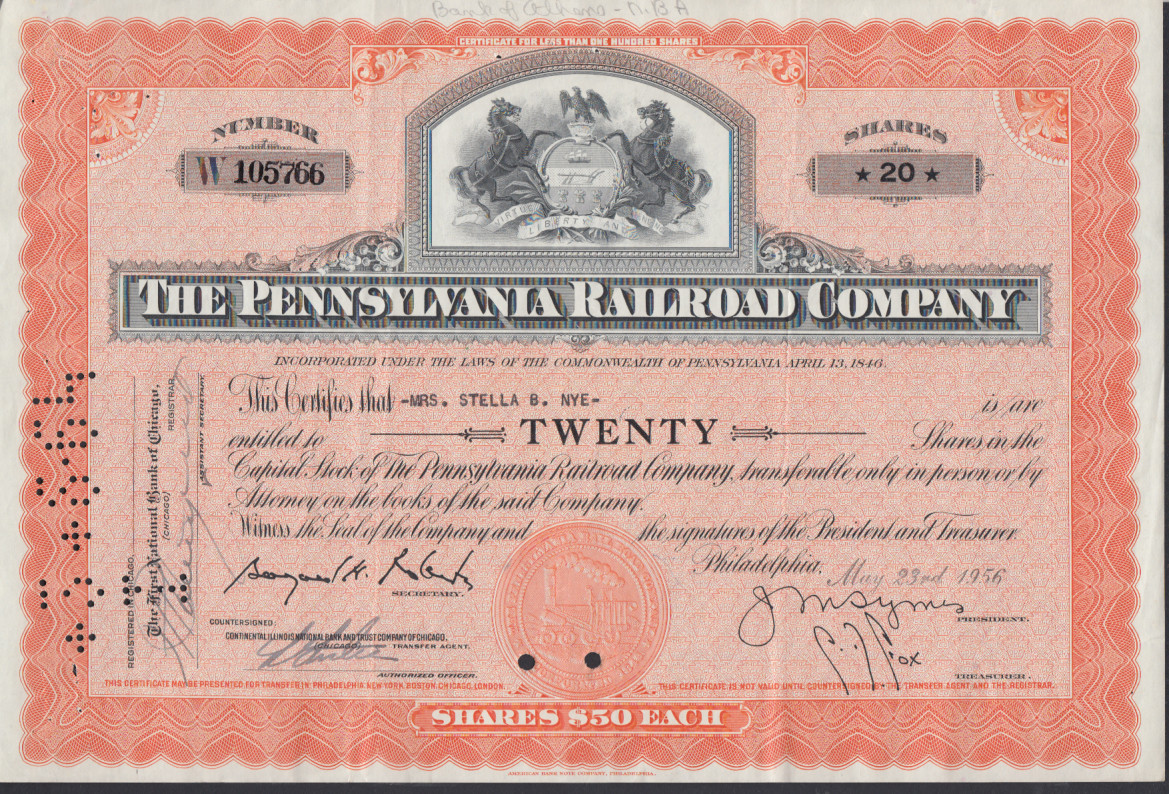 Bank of Athens - N.B.A
CERTIFICATE FOR LESS THAN ONE HUNDRED SHARES
NUMBER
W 105766
SHARES
★ 20 ★
VIRTUE LIBERTY AND
THE PENNSYLVANIA RAILROAD COMPANY
INCORPORATED UNDER THE LAWS OF THE COMMONWEALTH OF PENNSYLVANIA APRIL 13, 1846.
This Certifies that -MRS. STELLA B. NYE- is/are
entitled to TWENTY Shares in the
Capital Stock of The Pennsylvania Railroad Company, transferable only in person or by
Attorney on the books of the said Company.
Witness the Seal of the Company and the signatures of the President and Treasurer.
Philadelphia, May 23rd 1956
SECRETARY.
J M Symes
PRESIDENT.
Fox
TREASURER.
COUNTERSIGNED:
CONTINENTAL ILLINOIS NATIONAL BANK AND TRUST COMPANY OF CHICAGO,
(CHICAGO) TRANSFER AGENT.
AUTHORIZED OFFICER.
REGISTERED IN CHICAGO.
The First National Bank of Chicago,
(CHICAGO) REGISTRAR
ASSISTANT SECRETARY.
THIS CERTIFICATE MAY BE PRESENTED FOR TRANSFER IN PHILADELPHIA, NEW YORK, BOSTON, CHICAGO, LONDON.
THIS CERTIFICATE IS NOT VALID UNTIL COUNTERSIGNED BY THE TRANSFER AGENT AND THE REGISTRAR.
SHARES $50 EACH
AMERICAN BANK NOTE COMPANY, PHILADELPHIA.